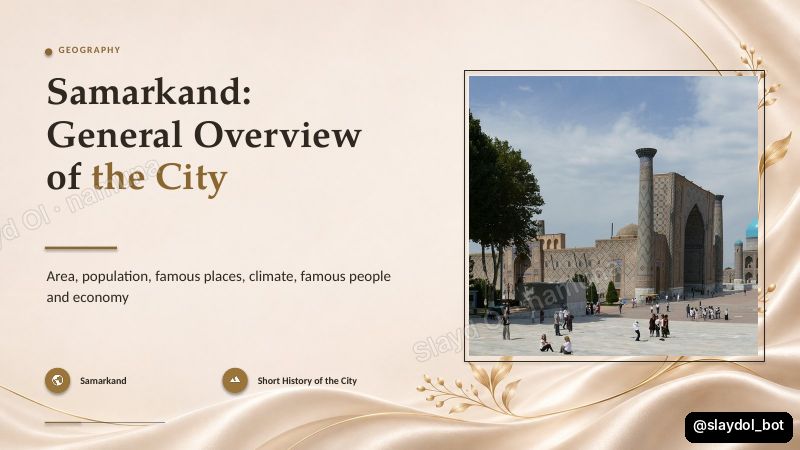 GEOGRAPHY
Samarkand:
General Overview
of the City
Area, population, famous places, climate, famous people
and economy
Samarkand
Short History of the City
@slaydol_bot